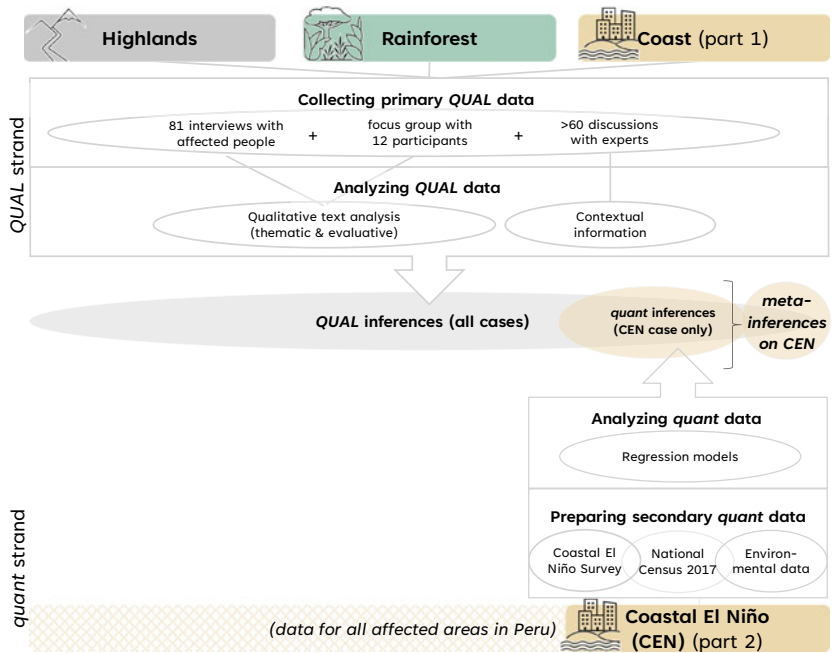 Highlands
Rainforest
Coast (part 1)
QUAL strand
Collecting primary QUAL data
81 interviews with
affected people
+
focus group with
12 participants
+
>60 discussions
with experts
Analyzing QUAL data
Qualitative text analysis
(thematic & evaluative)
Contextual
information
QUAL inferences (all cases)
quant inferences
(CEN case only)
meta-
inferences
on CEN
quant strand
Analyzing quant data
Regression models
Preparing secondary quant data
Coastal El
Niño Survey
National
Census 2017
Environ-
mental data
(data for all affected areas in Peru)
Coastal El Niño
(CEN) (part 2)